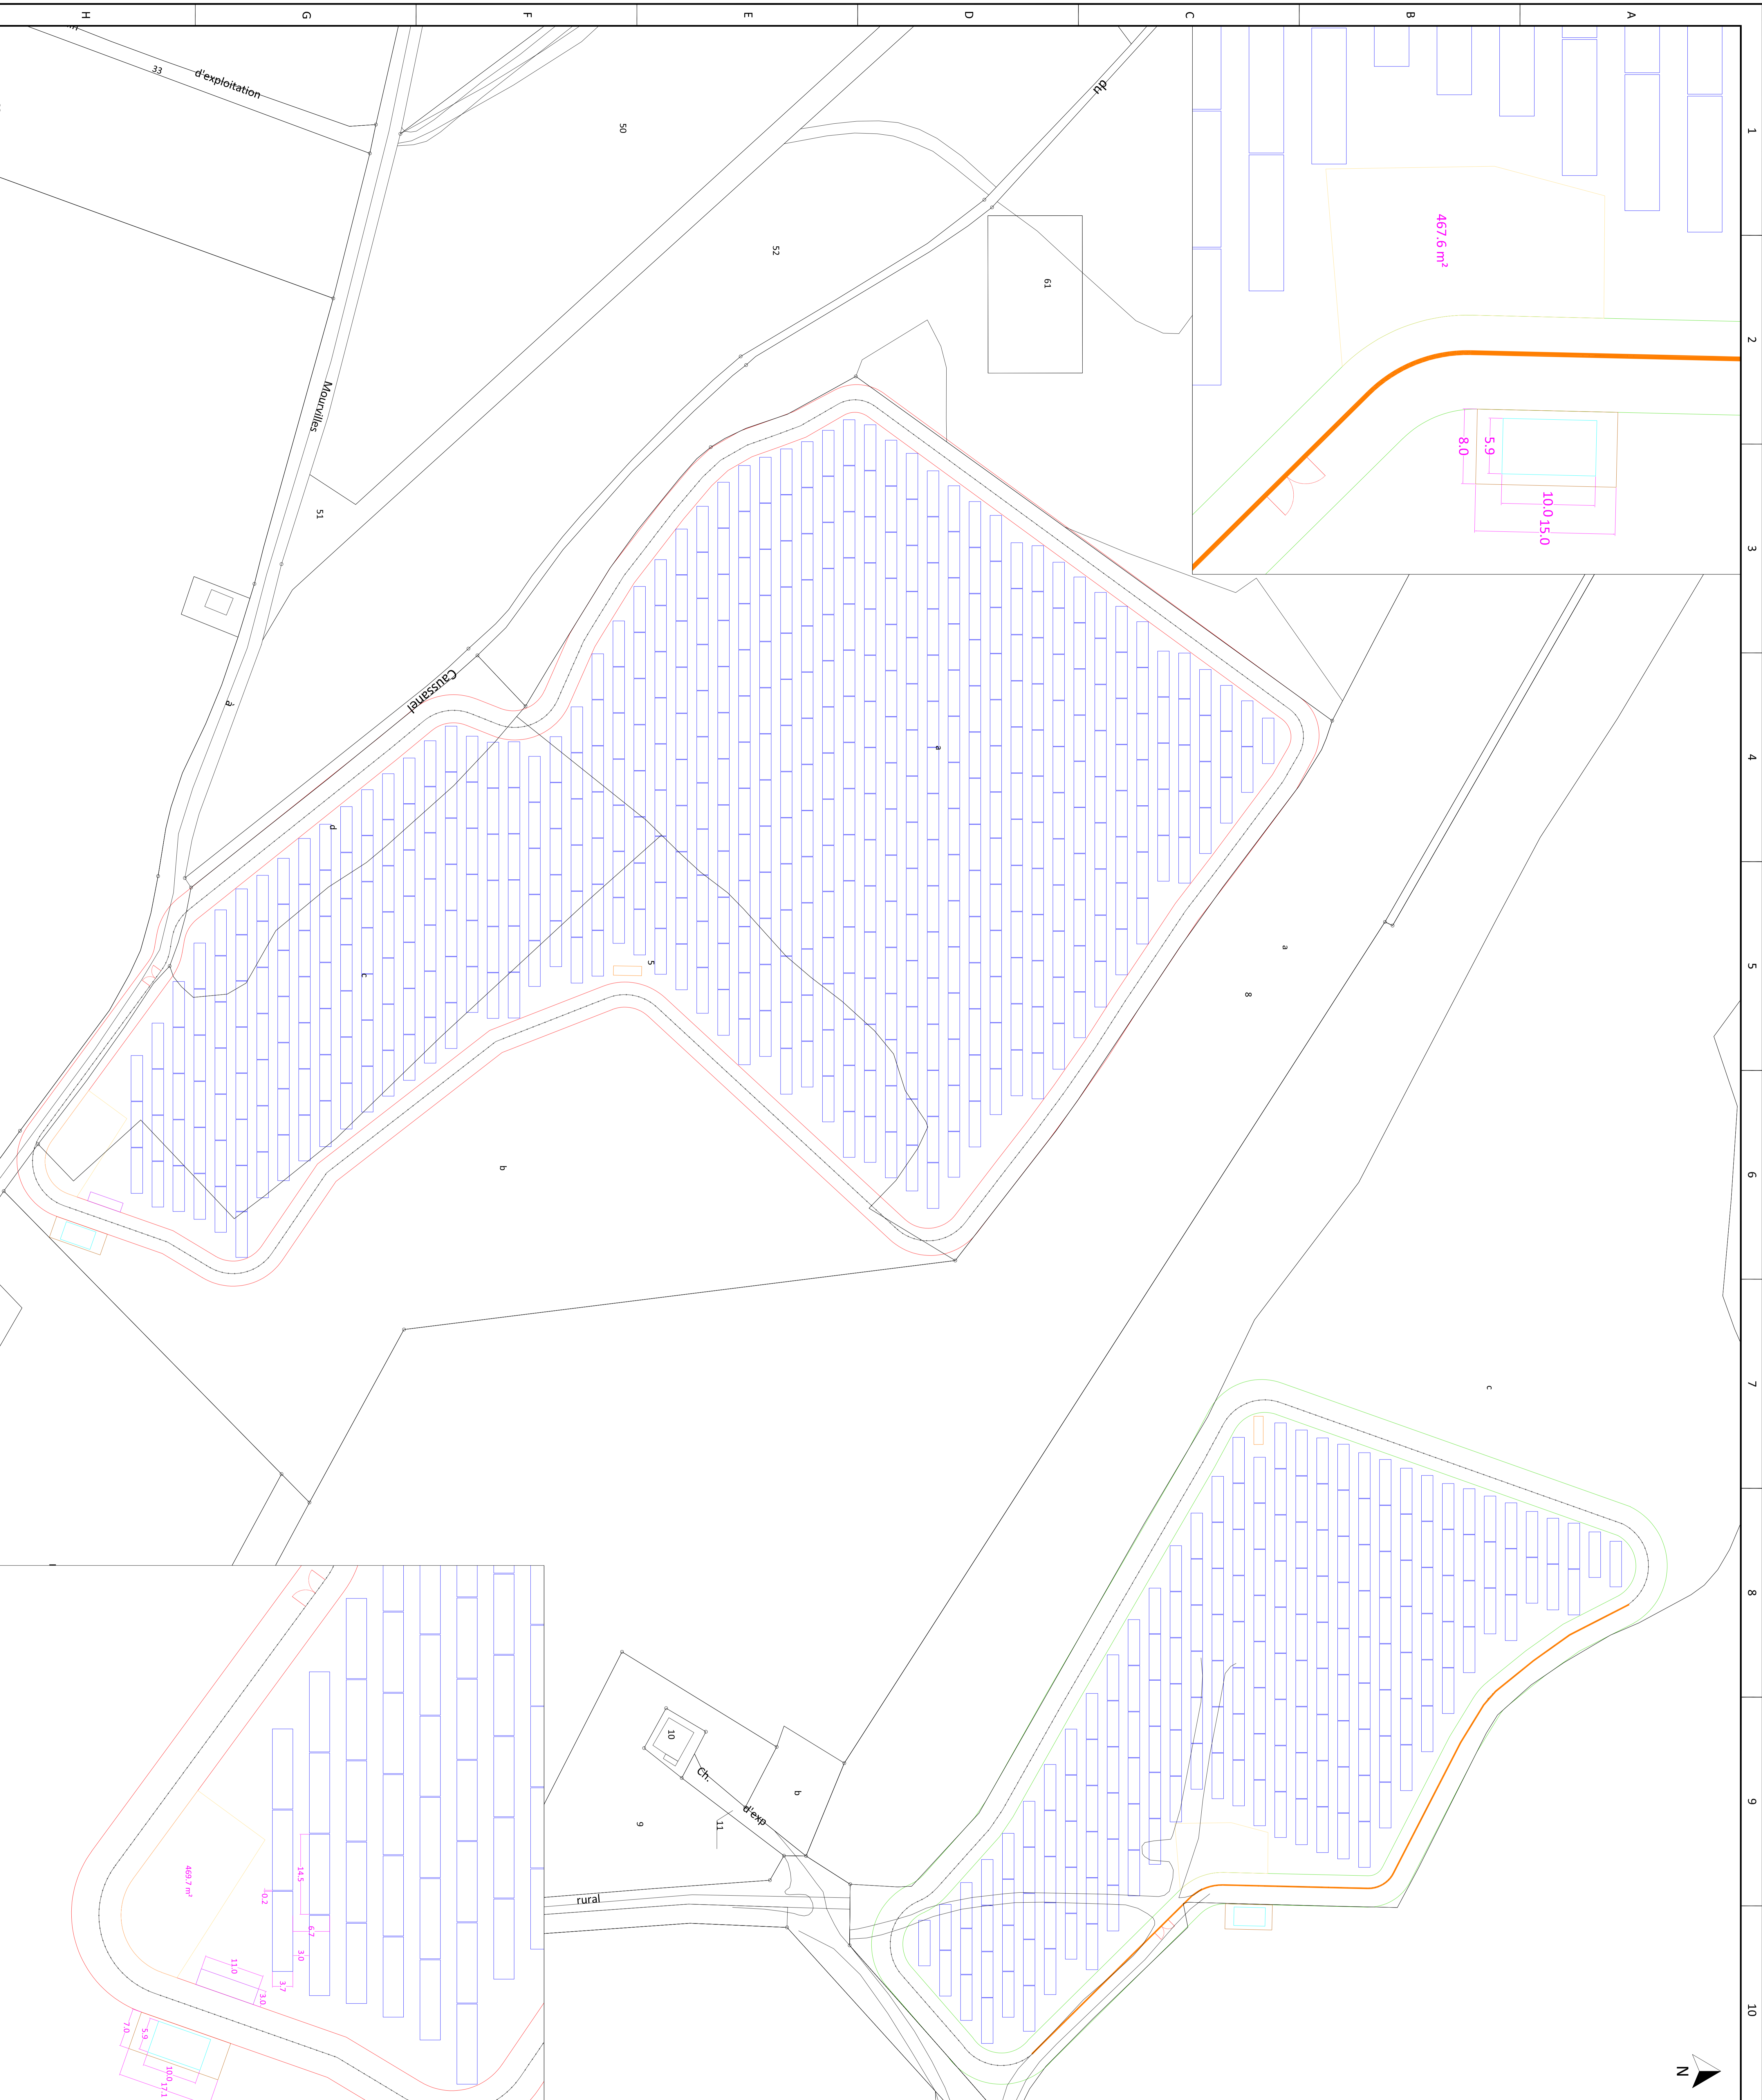 H
G
F
E
D
C
B
A
1
2
3
4
5
6
7
8
9
10
33
d'exploitation
50
du
52
61
467.6 m²
8.0
5.9
10.0
15.0
Mourvilles
51
à
Caussanel
a
d
c
5
a
8
b
c
10
Ch.
d'exp
b
9
11
rural
469.7 m²
14.5
0.2
6.7
3.0
3.7
11.0
3.0
7.0
5.9
10.0
17.1
N